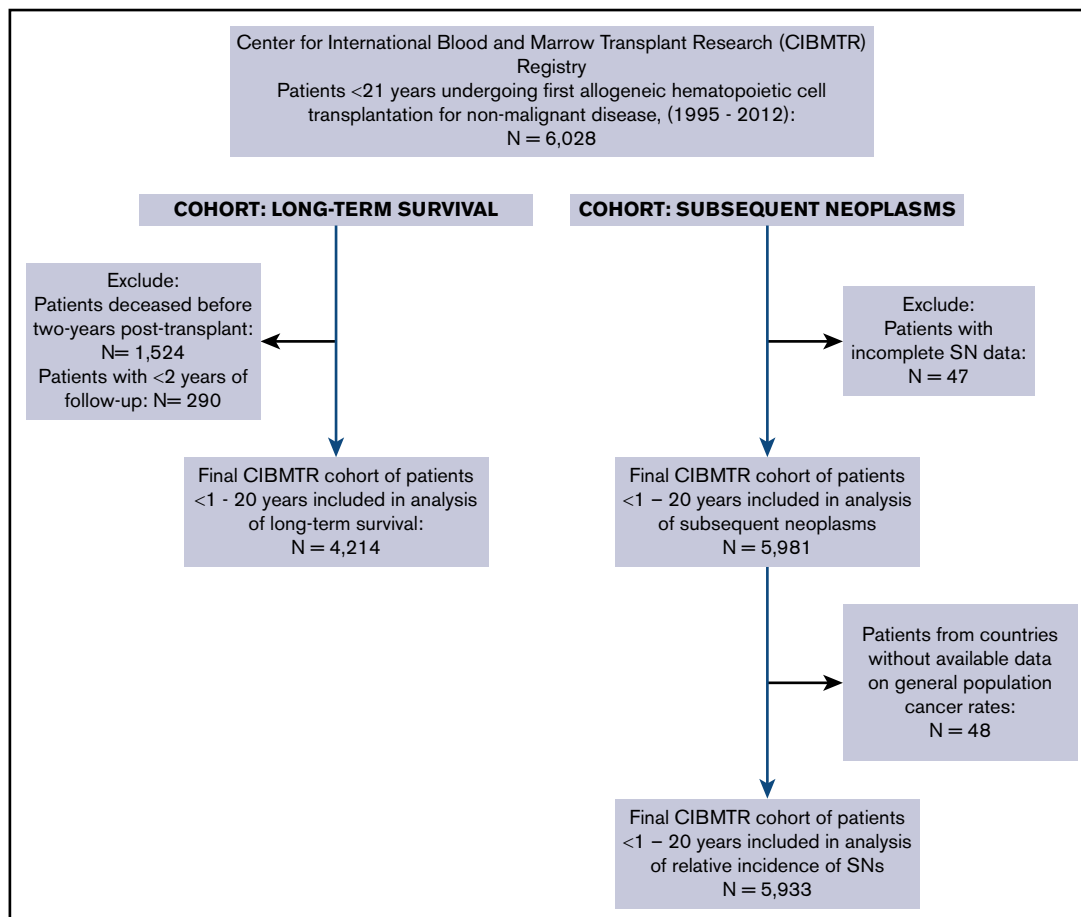 Center for International Blood and Marrow Transplant Research (CIBMTR)
Registry
Patients <21 years undergoing first allogeneic hematopoietic cell
transplantation for non-malignant disease, (1995 - 2012):
N = 6,028
COHORT: LONG-TERM SURVIVAL
COHORT: SUBSEQUENT NEOPLASMS
Exclude:
Patients deceased before
two-years post-transplant:
N= 1,524
Patients with <2 years of
follow-up: N= 290
Exclude:
Patients with
incomplete SN data:
N = 47
Final CIBMTR cohort of patients
<1 - 20 years included in analysis
of long-term survival:
N = 4,214
Final CIBMTR cohort of patients
<1 – 20 years included in analysis
of subsequent neoplasms
N = 5,981
Patients from countries
without available data
on general population
cancer rates:
N = 48
Final CIBMTR cohort of patients
<1 – 20 years included in analysis
of relative incidence of SNs
N = 5,933